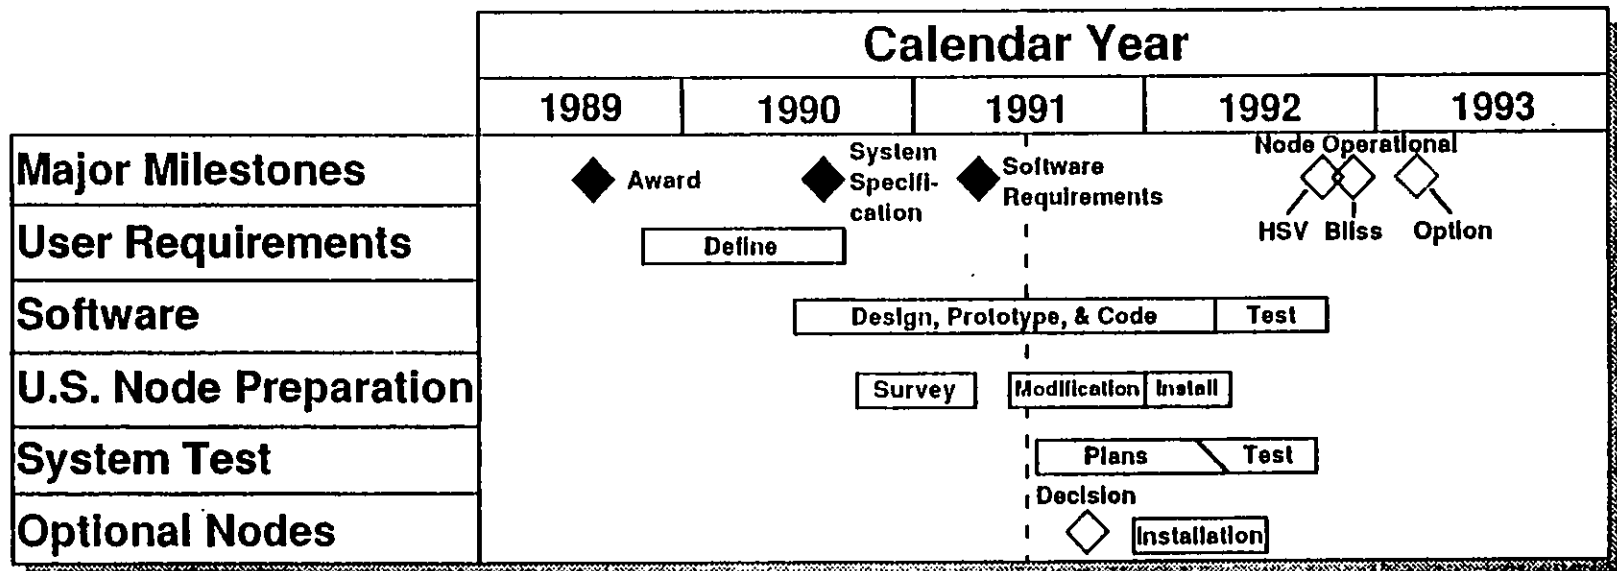 Calendar Year
1989 1990 1991 1992 1993
Major Milestones
Award
System
Specifi-
cation
Software
Requirements
Node Operational
HSV Bliss Option
User Requirements
Define
Software
Design, Prototype, & Code Test
U.S. Node Preparation
Survey Modification Install
System Test
Plans Test
Optional Nodes
Decision
Installation